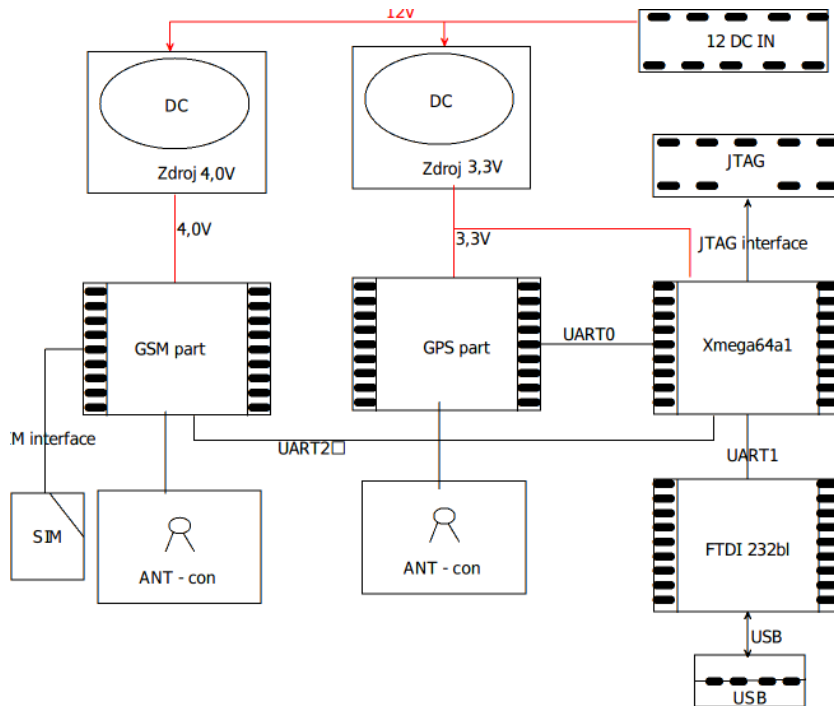 12V
12 DC IN
DC
DC
Zdroj 4,0V
Zdroj 3,3V
JTAG
4,0V
3,3V
JTAG interface
GSM part
GPS part
UART0
Xmega64a1
interface
UART2□
UART1
SIM
ANT - con
ANT - con
FTDI 232bl
USB
USB